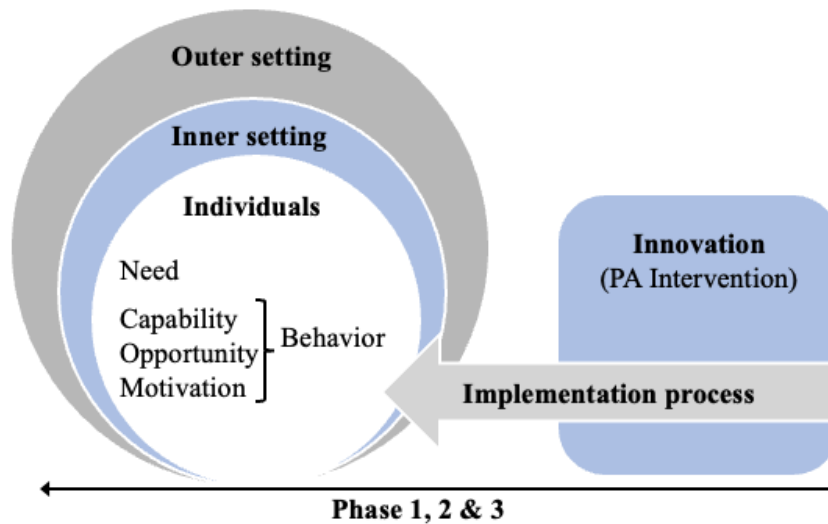 Outer setting
Inner setting
Individuals
Need
Capability
Opportunity
Motivation
Behavior
Innovation
(PA Intervention)
Implementation process
Phase 1, 2 & 3